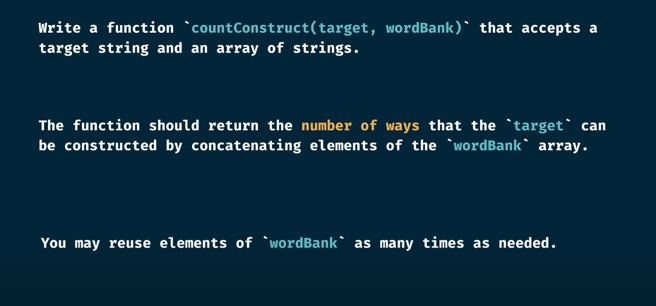 Write a function `countConstruct(target, wordBank)` that accepts a
target string and an array of strings.
The function should return the number of ways that the `target` can
be constructed by concatenating elements of the `wordBank` array.
You may reuse elements of `wordBank` as many times as needed.